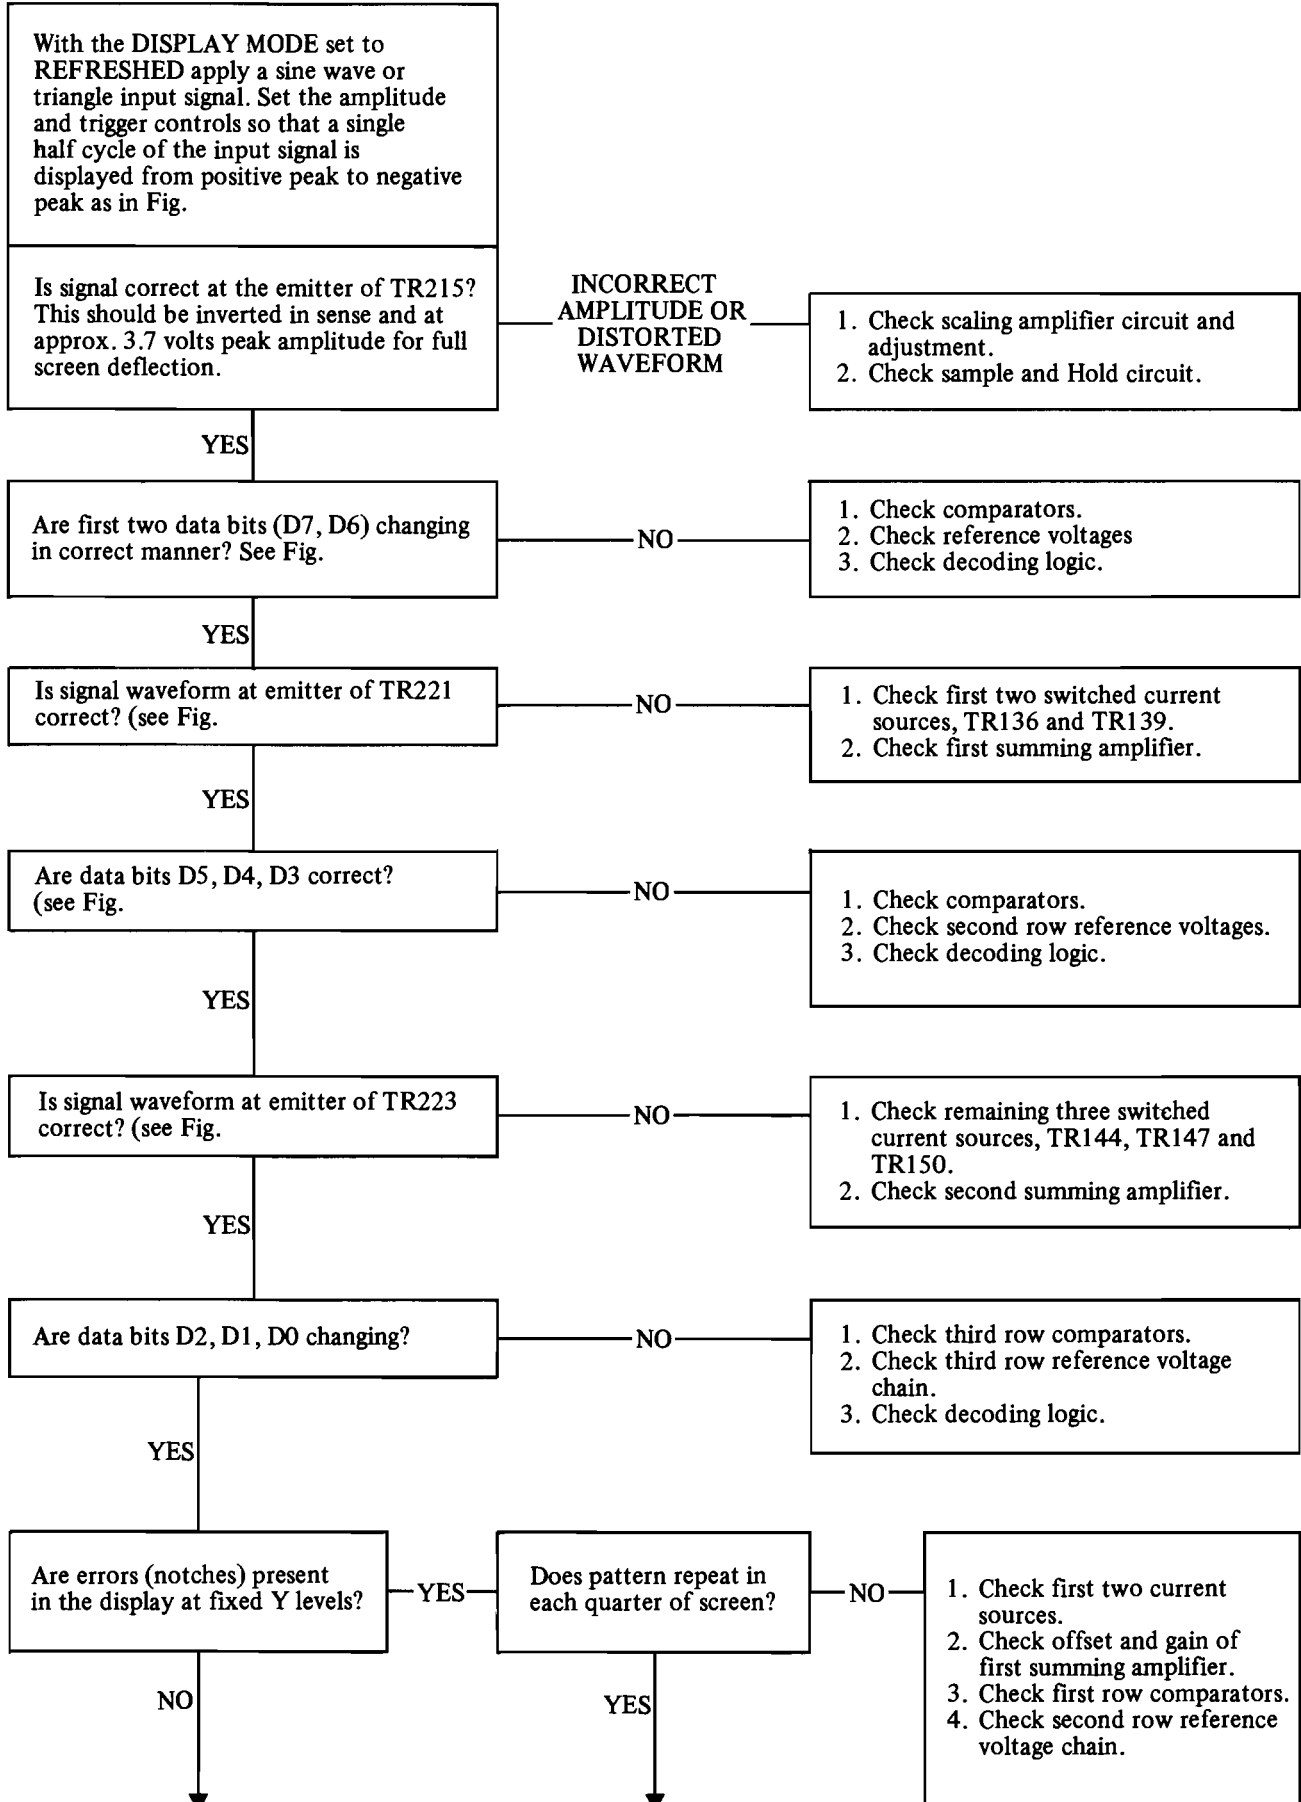 With the DISPLAY MODE set to
REFRESHED apply a sine wave or
triangle input signal. Set the amplitude
and trigger controls so that a single
half cycle of the input signal is
displayed from positive peak to negative
peak as in Fig.
Is signal correct at the emitter of TR215?
This should be inverted in sense and at
approx. 3.7 volts peak amplitude for full
screen deflection.
INCORRECT
AMPLITUDE OR
DISTORTED
WAVEFORM
1. Check scaling amplifier circuit and
adjustment.
2. Check sample and Hold circuit.
YES
Are first two data bits (D7, D6) changing
in correct manner? See Fig.
NO
1. Check comparators.
2. Check reference voltages
3. Check decoding logic.
YES
Is signal waveform at emitter of TR221
correct? (see Fig.
NO
1. Check first two switched current
sources, TR136 and TR139.
2. Check first summing amplifier.
YES
Are data bits D5, D4, D3 correct?
(see Fig.
NO
1. Check comparators.
2. Check second row reference voltages.
3. Check decoding logic.
YES
Is signal waveform at emitter of TR223
correct? (see Fig.
NO
1. Check remaining three switched
current sources, TR144, TR147 and
TR150.
2. Check second summing amplifier.
YES
Are data bits D2, D1, D0 changing?
NO
1. Check third row comparators.
2. Check third row reference voltage
chain.
3. Check decoding logic.
YES
Are errors (notches) present
in the display at fixed Y levels?
YES
Does pattern repeat in
each quarter of screen?
NO
1. Check first two current
sources.
2. Check offset and gain of
first summing amplifier.
3. Check first row comparators.
4. Check second row reference
voltage chain.
NO
YES